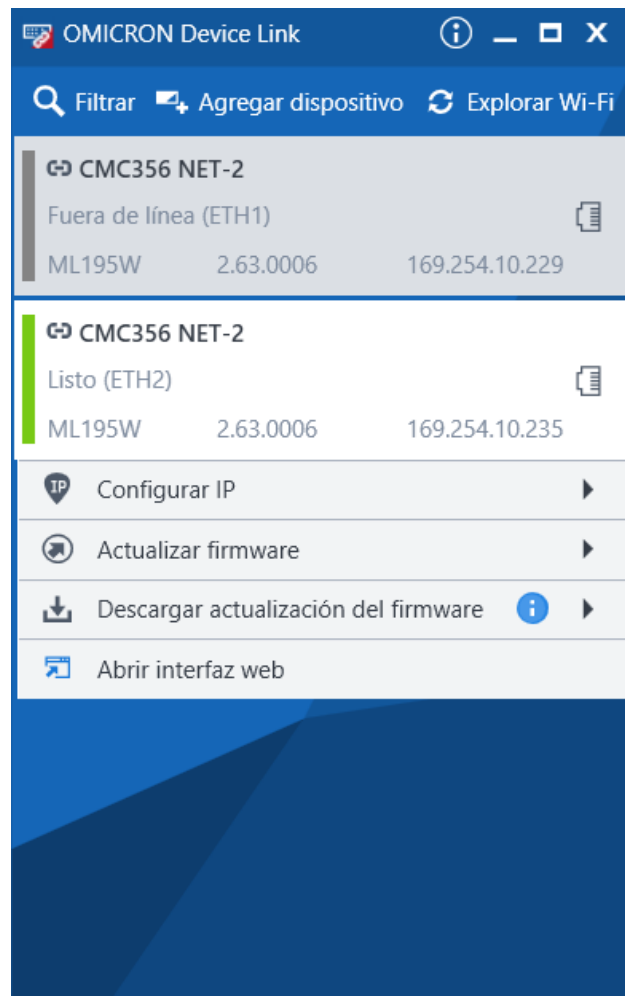 OMICRON Device Link
Filtrar Agregar dispositivo Explorar Wi-Fi
CMC356 NET-2
Fuera de línea (ETH1)
ML195W 2.63.0006 169.254.10.229
CMC356 NET-2
Listo (ETH2)
ML195W 2.63.0006 169.254.10.235
IP Configurar IP
Actualizar firmware
Descargar actualización del firmware
Abrir interfaz web